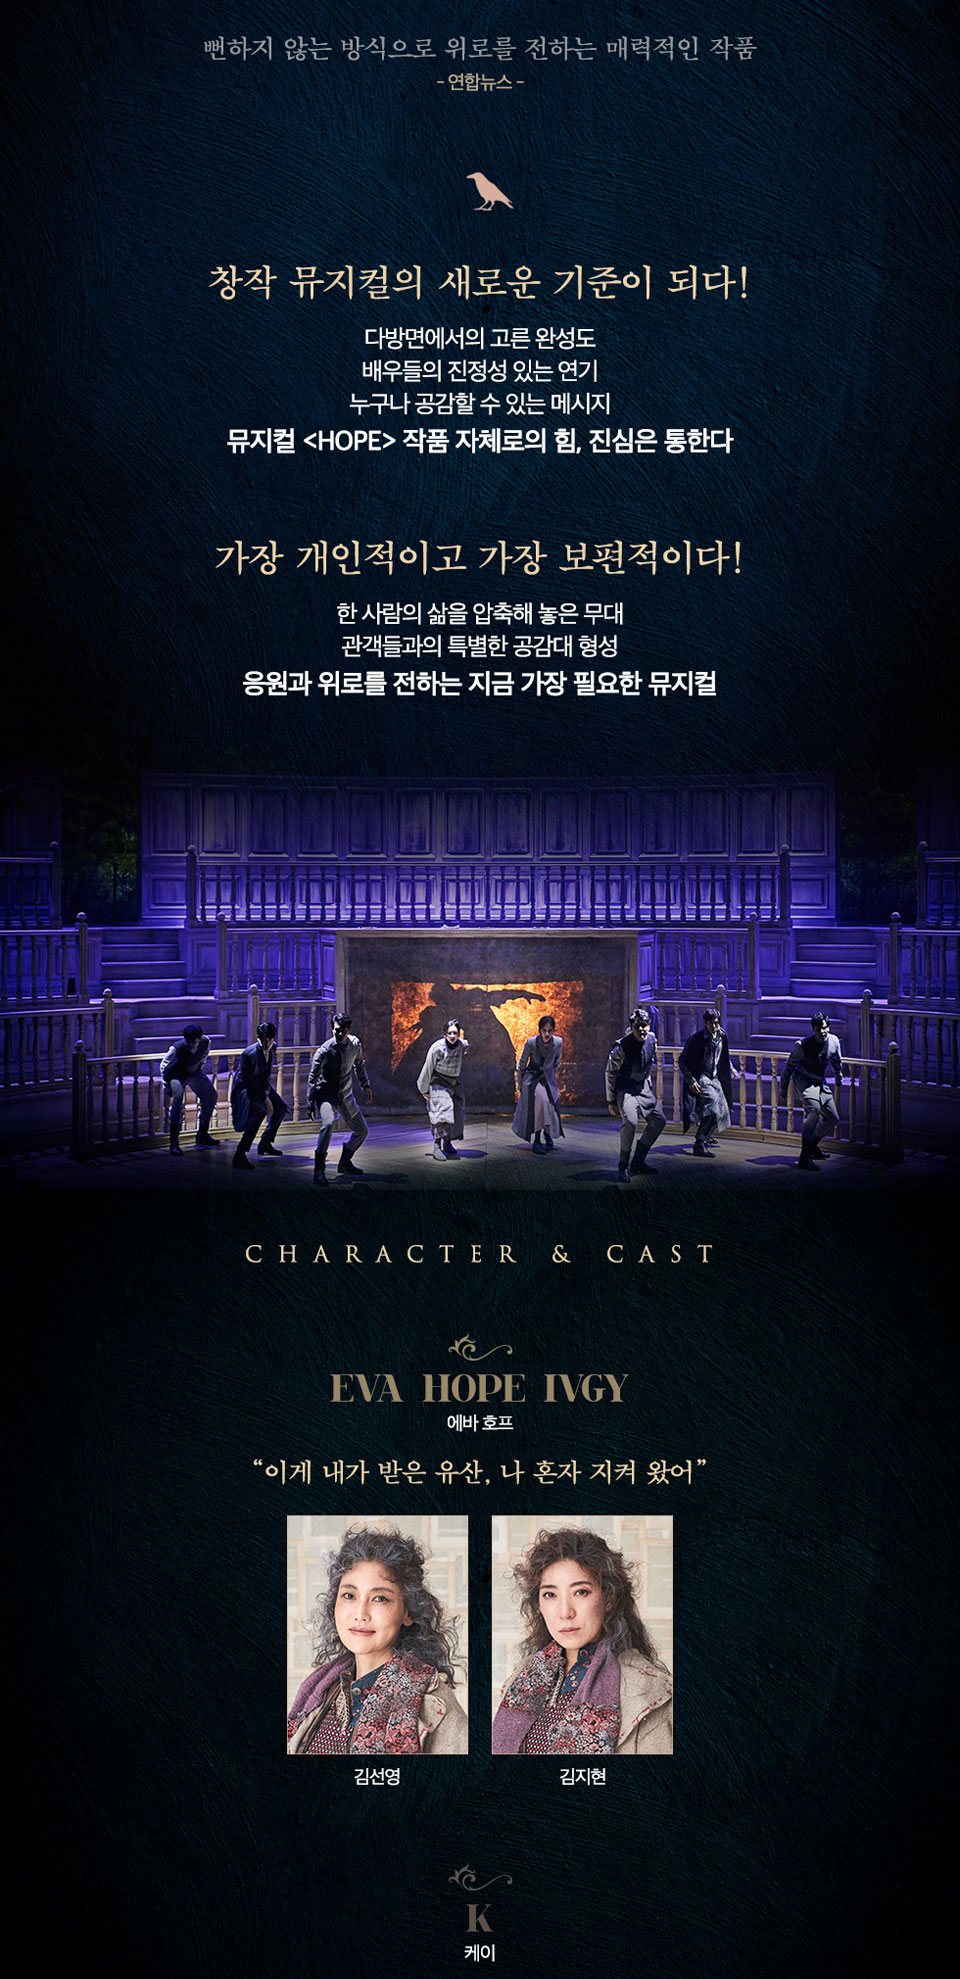 뻔하지 않는 방식으로 위로를 전하는 매력적인 작품
- 연합뉴스 -
창작 뮤지컬의 새로운 기준이 되다!
다방면에서의 고른 완성도
배우들의 진정성 있는 연기
누구나 공감할 수 있는 메시지
뮤지컬 <HOPE> 작품 자체로의 힘, 진심은 통한다
가장 개인적이고 가장 보편적이다!
한 사람의 삶을 압축해 놓은 무대
관객들과의 특별한 공감대 형성
응원과 위로를 전하는 지금 가장 필요한 뮤지컬
CHARACTER & CAST
EVA HOPE IVGY
에바 호프
“이게 내가 받은 유산, 나 혼자 지켜 왔어”
김선영 김지현
K
케이